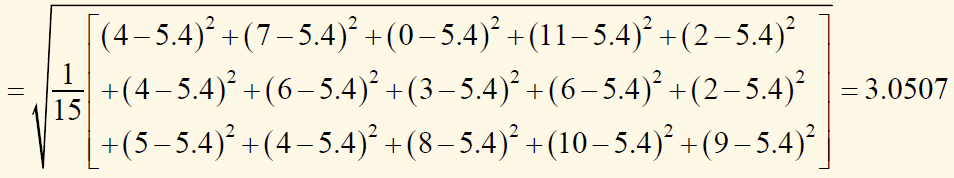 = √(1/15 [(4−5.4)² + (7−5.4)² + (0−5.4)² + (11−5.4)² + (2−5.4)²
+(4−5.4)² + (6−5.4)² + (3−5.4)² + (6−5.4)² + (2−5.4)²
+(5−5.4)² + (4−5.4)² + (8−5.4)² + (10−5.4)² + (9−5.4)²]) = 3.0507